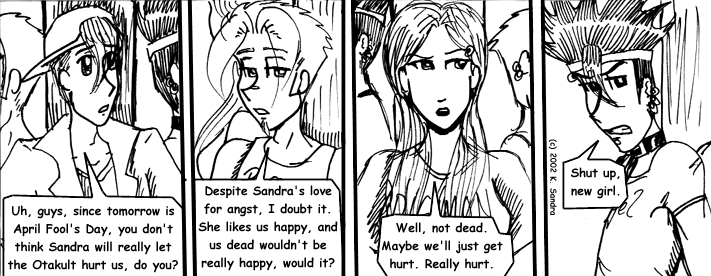 Uh, guys, since tomorrow is
April Fool's Day, you don't
think Sandra will really let
the Otakult hurt us, do you?
Despite Sandra's love
for angst, I doubt it.
She likes us happy, and
us dead wouldn't be
really happy, would it?
Well, not dead.
Maybe we'll just get
hurt. Really hurt.
(c) 2002 K. Sandra
Shut up,
new girl.